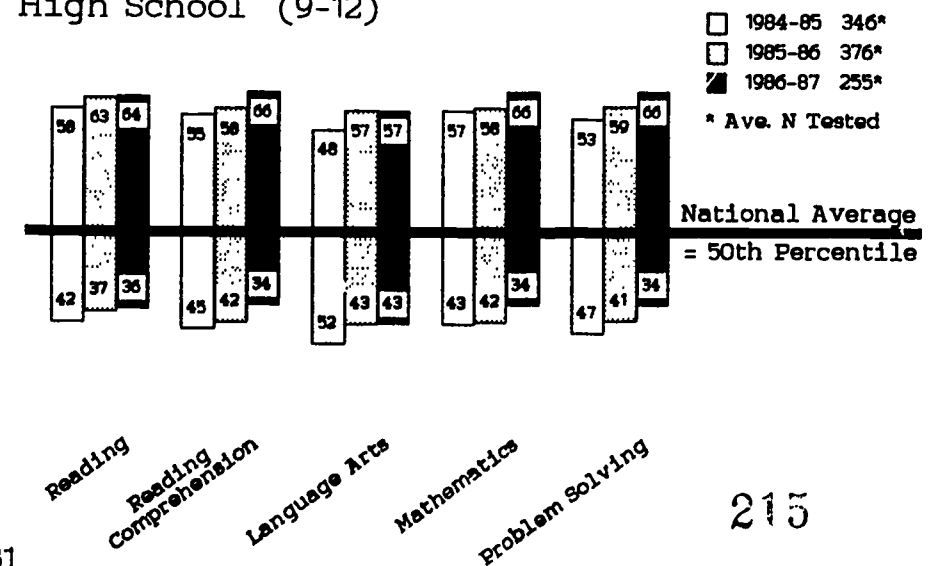 High School (9-12)
1984-85 346*
1985-86 376*
1986-87 255*
* Ave. N Tested
58 63 64
55 58 66
48 57 57
57 58 66
53 59 66
National Average
= 50th Percentile
42 37 36
45 42 34
52 43 43
43 42 34
47 41 34
Reading
Reading
Comprehension
Language Arts
Mathematics
Problem Solving
215